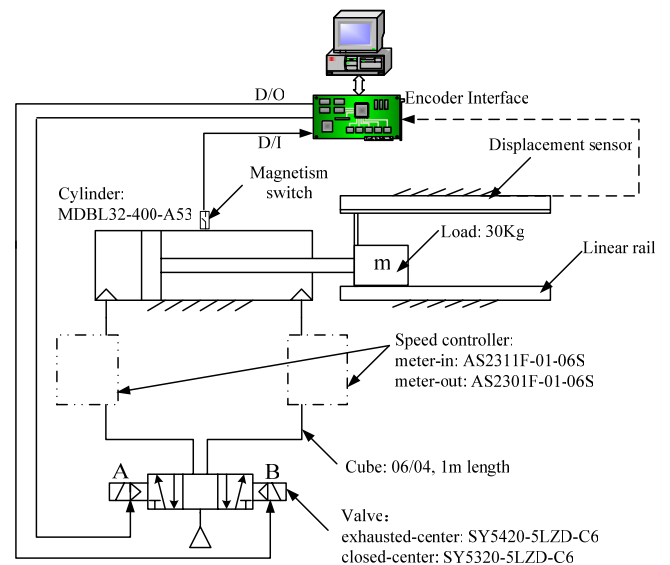 D/O
Encoder Interface
D/I
Displacement sensor
Magnetism
switch
Cylinder:
MDBL32-400-A53
Load: 30Kg
m
Linear rail
Speed controller:
meter-in: AS2311F-01-06S
meter-out: AS2301F-01-06S
Cube: 06/04, 1m length
A
B
Valve:
exhausted-center: SY5420-5LZD-C6
closed-center: SY5320-5LZD-C6